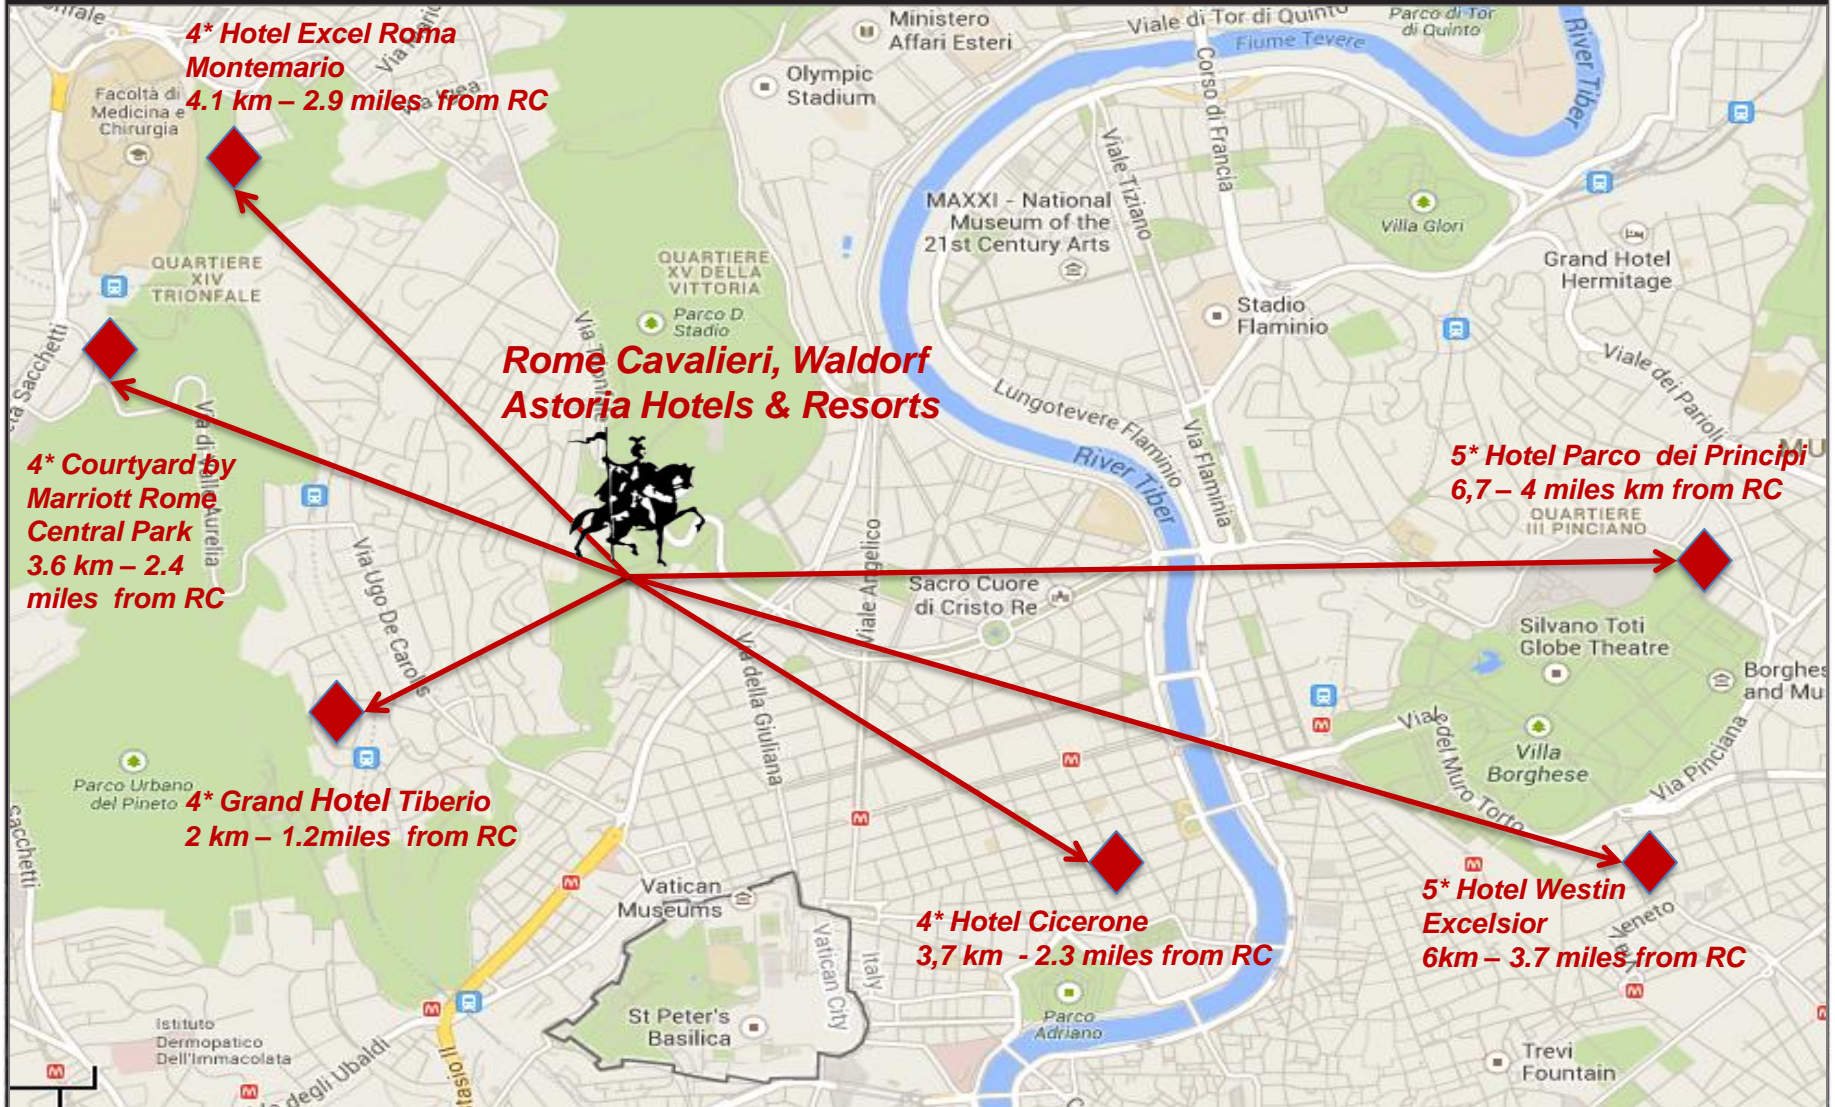 4* Hotel Excel Roma
Montemario
4.1 km – 2.9 miles from RC
Facoltà di
Medicina e
Chirurgia
Ministero
Affari Esteri
Olympic
Stadium
Viale di Tor di Quinto
Fiume Tevere
Parco di Tor
di Quinto
River Tiber
Corso di Francia
Viale Tiziano
MAXXI - National
Museum of the
21st Century Arts
Villa Glori
Grand Hotel
Hermitage
QUARTIERE
XIV
TRIONFALE
QUARTIERE
XV DELLA
VITTORIA
Parco D.
Stadio
Stadio
Flaminio
Viale dei Parioli
Rome Cavalieri, Waldorf
Astoria Hotels & Resorts
Lungotevere Flaminio
Via Flaminia
River Tiber
MU
5* Hotel Parco dei Principi
6,7 – 4 miles km from RC
QUARTIERE
III PINCIANO
Sacchetti
4* Courtyard by
Marriott Rome
Central Park
3.6 km – 2.4
miles from RC
Via Ugo De Carolis
Viale Angelico
Sacro Cuore
di Cristo Re
Via della Giuliana
Silvano Toti
Globe Theatre
Borghes
and Mu
Villa
Borghese
Viale del Muro Torto
Via Pinciana
Parco Urbano
del Pineto
4* Grand Hotel Tiberio
2 km – 1.2miles from RC
acchetti
Vatican
Museums
Vatican City
Italy
4* Hotel Cicerone
3,7 km - 2.3 miles from RC
5* Hotel Westin
Excelsior
6km – 3.7 miles from RC
Veneto
St Peter's
Basilica
Parco
Adriano
Istituto
Dermopatico
Dell'Immacolata
degli Ubaldi
Trevi
Fountain